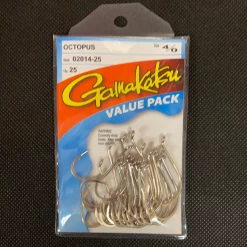 OCTOPUS
4/0
02014-25
25
Gamakatsu
VALUE PACK